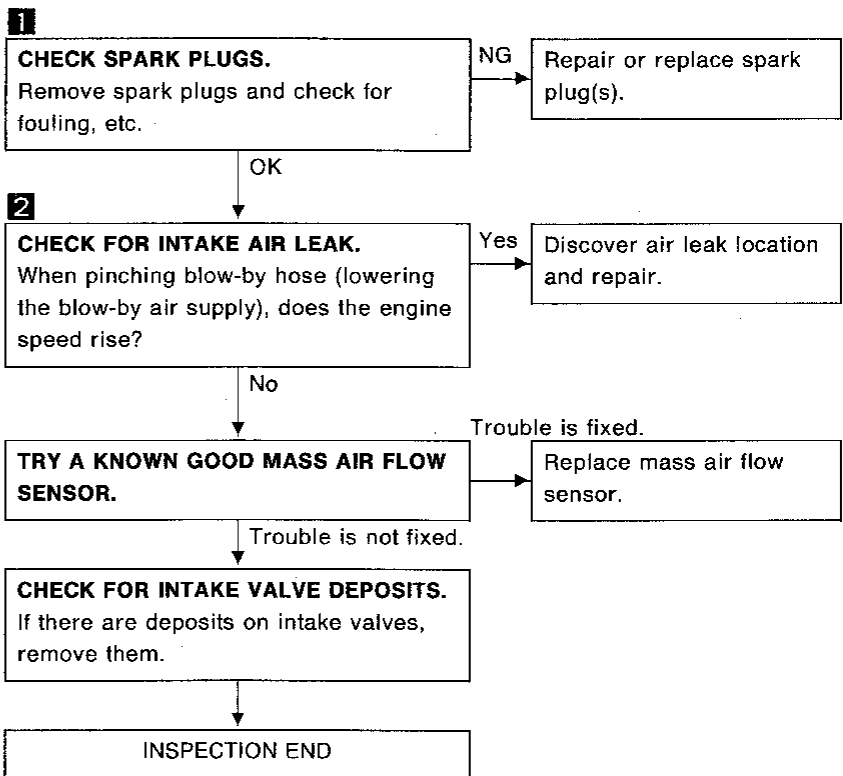 1
CHECK SPARK PLUGS.
Remove spark plugs and check for
fouling, etc.
NG
Repair or replace spark
plug(s).
OK
2
CHECK FOR INTAKE AIR LEAK.
When pinching blow-by hose (lowering
the blow-by air supply), does the engine
speed rise?
Yes
Discover air leak location
and repair.
No
TRY A KNOWN GOOD MASS AIR FLOW
SENSOR.
Trouble is fixed.
Replace mass air flow
sensor.
Trouble is not fixed.
CHECK FOR INTAKE VALVE DEPOSITS.
If there are deposits on intake valves,
remove them.
INSPECTION END